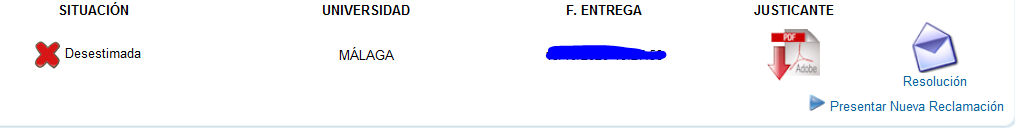 SITUACIÓN UNIVERSIDAD F. ENTREGA JUSTICANTE
Desestimada MÁLAGA PDF Adobe
Resolución
Presentar Nueva Reclamación